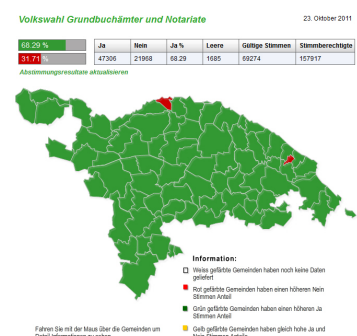 Volkswahl Grundbuchämter und Notariate
23. Oktober 2011
68.29 %
31.71 %
Ja Nein Ja % Leere Gültige Stimmen Stimmberechtigte
47306 21968 68.29 1685 69274 157917
Abstimmungsresultate aktualisieren
Information:
Weiss gefärbte Gemeinden haben noch keine Daten
geliefert
Rot gefärbte Gemeinden haben einen höheren Nein
Stimmen Anteil
Grün gefärbte Gemeinden haben einen höheren Ja
Stimmen Anteil
Fahren Sie mit der Maus über die Gemeinden um
Gelb gefärbte Gemeinden haben gleich hohe Ja und